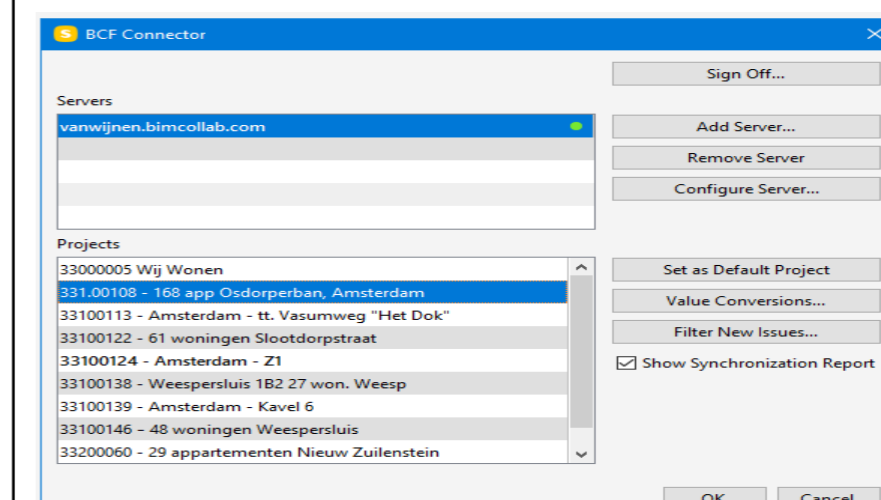 S BCF Connector
Sign Off...
Servers
vanwijnen.bimcollab.com
Add Server...
Remove Server
Configure Server...
Projects
33000005 Wij Wonen
331.00108 - 168 app Osdorperban, Amsterdam
33100113 - Amsterdam - tt. Vasumweg "Het Dok"
33100122 - 61 woningen Slootdorpstraat
33100124 - Amsterdam - Z1
33100138 - Weespersluis 1B2 27 won. Weesp
33100139 - Amsterdam - Kavel 6
33100146 - 48 woningen Weespersluis
33200060 - 29 appartementen Nieuw Zuilenstein
Set as Default Project
Value Conversions...
Filter New Issues...
Show Synchronization Report
OK
Cancel